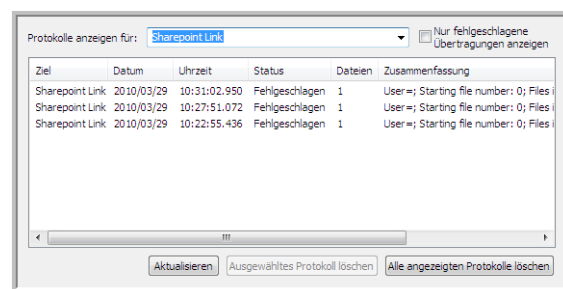 Protokolle anzeigen für: Sharepoint Link
Nur fehlgeschlagene
Übertragungen anzeigen
Ziel Datum Uhrzeit Status Dateien Zusammenfassung
Sharepoint Link 2010/03/29 10:31:02.950 Fehlgeschlagen 1 User=; Starting file number: 0; Files i
Sharepoint Link 2010/03/29 10:27:51.072 Fehlgeschlagen 1 User=; Starting file number: 0; Files i
Sharepoint Link 2010/03/29 10:22:55.436 Fehlgeschlagen 1 User=; Starting file number: 0; Files i
Aktualisieren Ausgewähltes Protokoll löschen Alle angezeigten Protokolle löschen